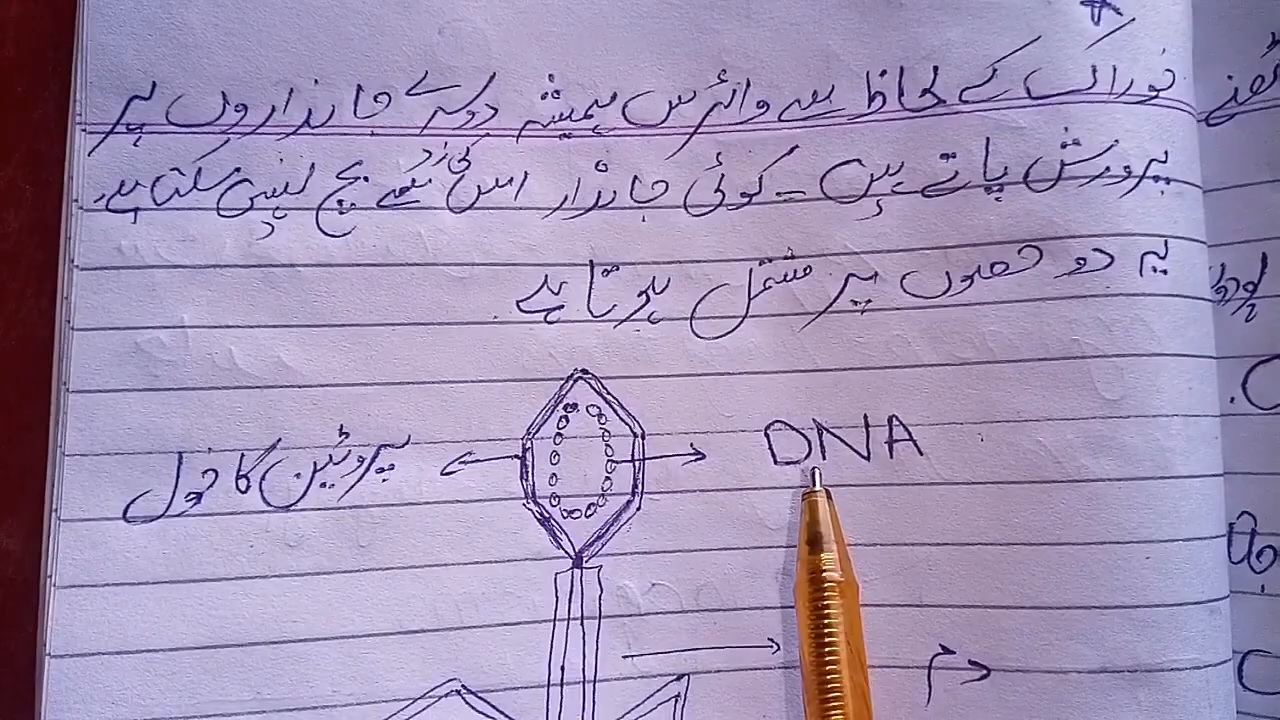 خوراک کے لحاظ سے وائرس ہمیشہ دوسرے جانداروں پر
پرورش پاتے ہیں - کوئی جاندار اس کی زد سے بچ نہیں سکتا ہے
یہ دو حصوں پر مشتمل ہوتا ہے
DNA
پروٹین کا خول
دم